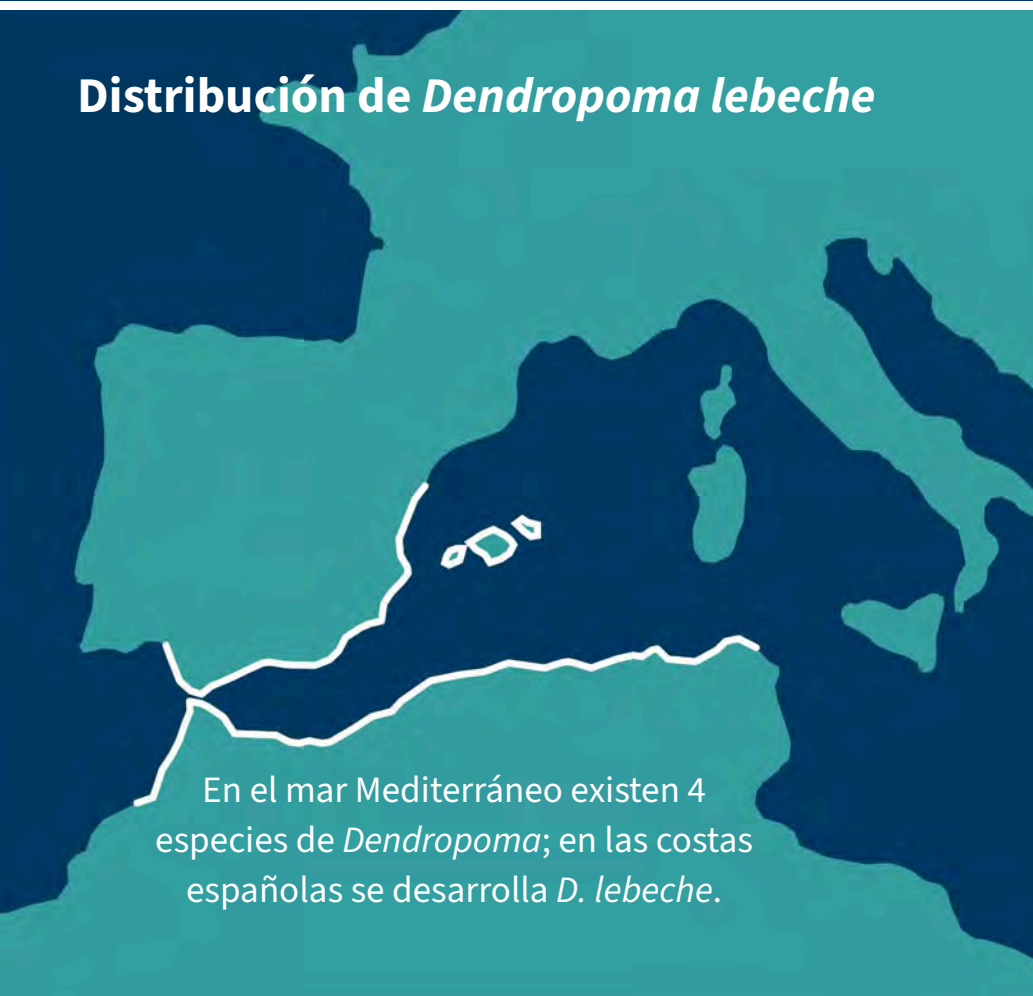 Distribución de Dendropoma lebeche
En el mar Mediterráneo existen 4
especies de Dendropoma; en las costas
españolas se desarrolla D. lebeche.